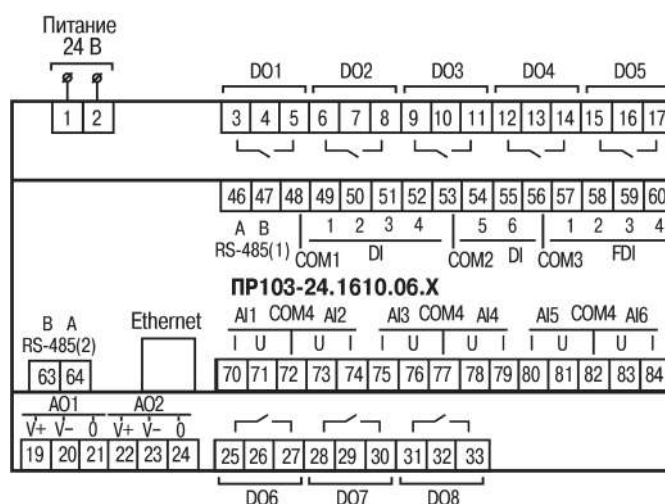 Питание
24 В
DO1 DO2 DO3 DO4 DO5
1 2 3 4 5 6 7 8 9 10 11 12 13 14 15 16 17
46 47 48 49 50 51 52 53 54 55 56 57 58 59 60
A B 1 2 3 4 5 6 1 2 3 4
RS-485(1) COM1 DI COM2 DI COM3 FDI
ПР103-24.1610.06.X
B A Ethernet AI1 COM4 AI2 AI3 COM4 AI4 AI5 COM4 AI6
RS-485(2) I U U I I U U I I U U I
63 64 70 71 72 73 74 75 76 77 78 79 80 81 82 83 84
AO1 AO2
V+ V- 0 V+ V- 0
19 20 21 22 23 24 25 26 27 28 29 30 31 32 33
DO6 DO7 DO8